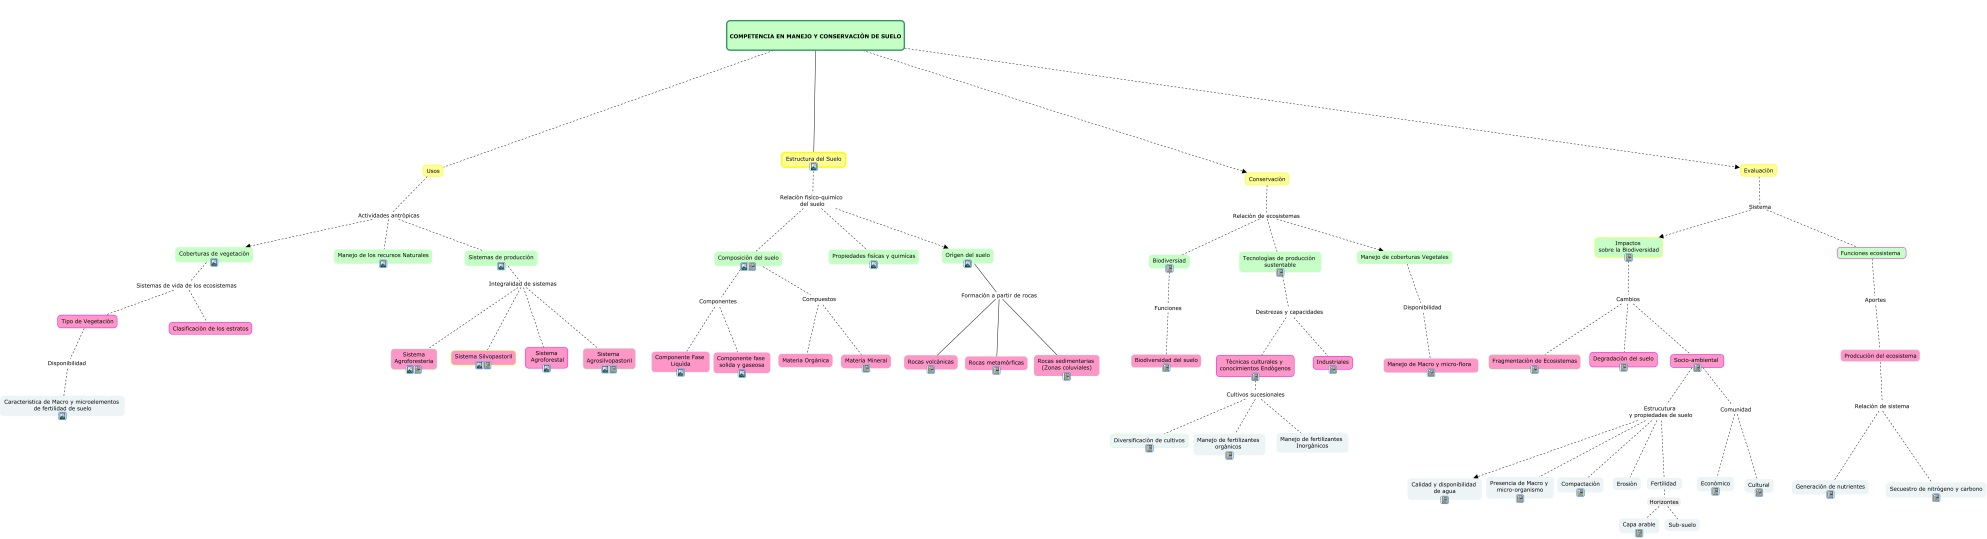 COMPETENCIA EN MANEJO Y CONSERVACIÓN DE SUELO
Usos
Estructura del Suelo
Conservación
Evaluación
Actividades antrópicas
Relación físico-químico
del suelo
Relación de ecosistemas
Sistema
Coberturas de vegetación
Manejo de los recursos Naturales
Sistemas de producción
Composición del suelo
Propiedades físicas y químicas
Origen del suelo
Biodiversiad
Tecnologías de producción
sustentable
Manejo de coberturas Vegetales
Impactos
sobre la Biodiversidad
Funciones ecosistema
Sistemas de vida de los ecosistemas
Integralidad de sistemas
Componentes
Compuestos
Formación a partir de rocas
Funciones
Destrezas y capacidades
Disponibilidad
Cambios
Aportes
Tipo de Vegetación
Clasificación de los estratos
Sistema
Agroforesteria
Sistema Silvopastoril
Sistema
Agroforestal
Sistema
Agrosilvopastoril
Componente Fase
Liquida
Componente fase
solida y gaseosa
Materia Orgánica
Materia Mineral
Rocas volcánicas
Rocas metamórficas
Rocas sedimentarias
(Zonas coluviales)
Biodiversidad del suelo
Técnicas culturales y
conocimientos Endógenos
Industriales
Manejo de Macro y micro-flora
Fragmentación de Ecosistemas
Degradación del suelo
Socio-ambiental
Prodcución del ecosistema
Disponibilidad
Cultivos sucesionales
Estrucutura
y propiedades de suelo
Comunidad
Relación de sistema
Caracteristica de Macro y microelementos
de fertilidad de suelo
Diversificación de cultivos
Manejo de fertilizantes
orgánicos
Manejo de fertilizantes
Inorgánicos
Calidad y disponibilidad
de agua
Presencia de Macro y
micro-organismo
Compactación
Erosión
Fertilidad
Económico
Cultural
Generación de nutrientes
Secuestro de nitrógeno y carbono
Horizontes
Capa arable
Sub-suelo